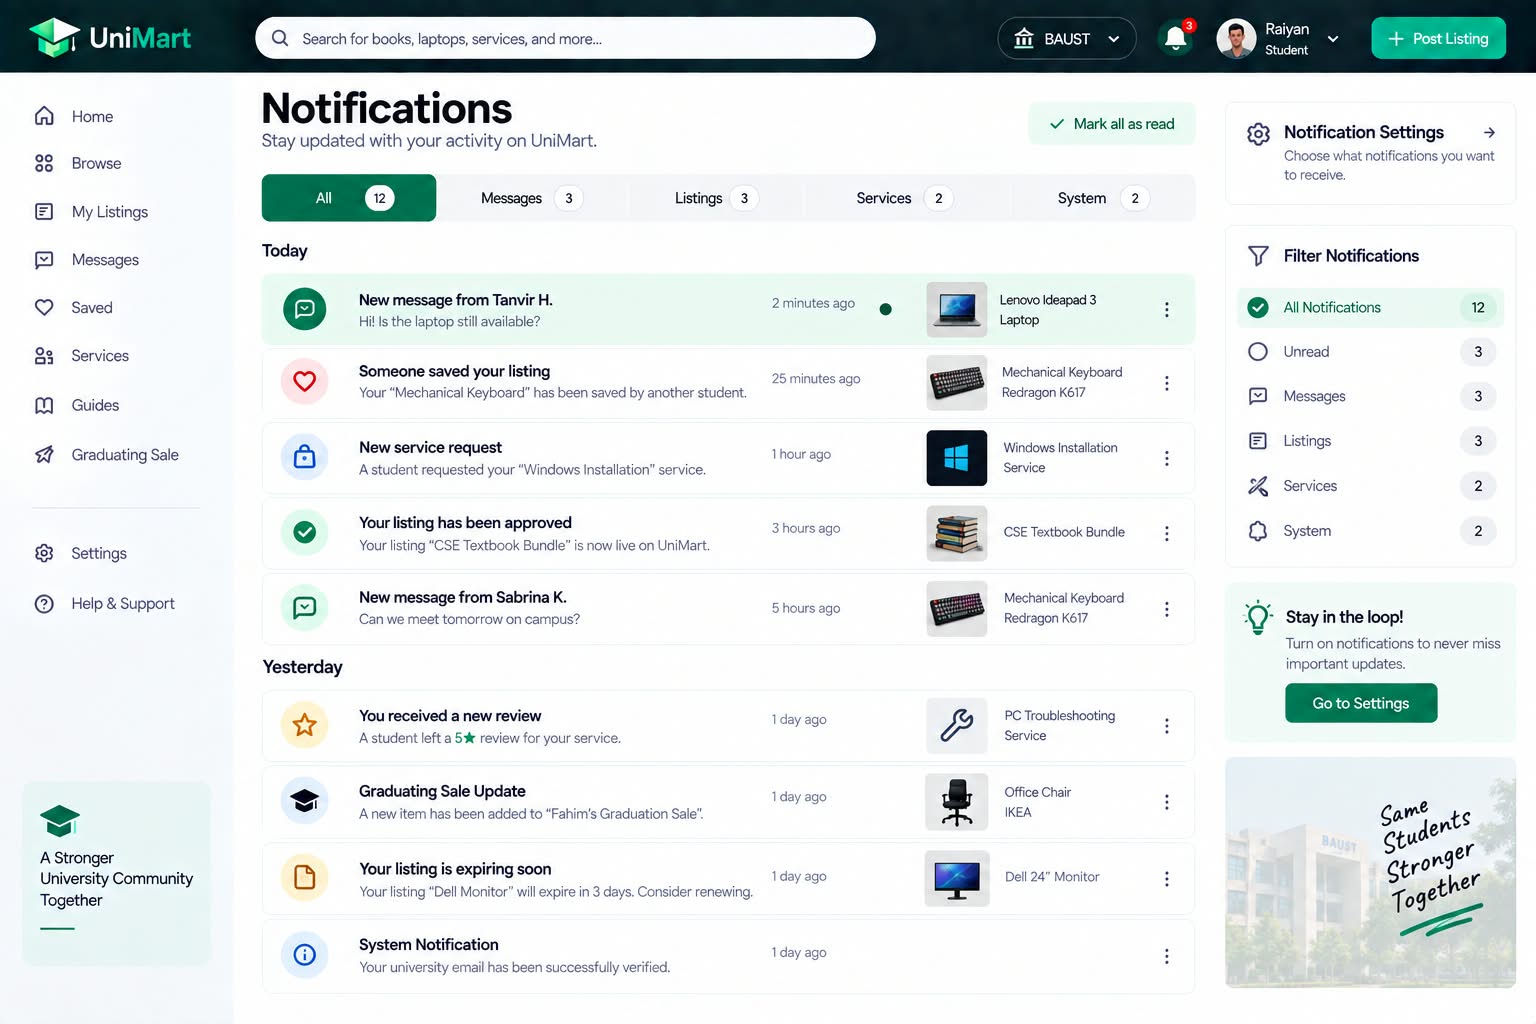 UniMart
Search for books, laptops, services, and more...
BAUST
3
Raiyan
Student
Post Listing
Home
Browse
My Listings
Messages
Saved
Services
Guides
Graduating Sale
Settings
Help & Support
A Stronger
University Community
Together
Notifications
Stay updated with your activity on UniMart.
Mark all as read
All 12
Messages 3
Listings 3
Services 2
System 2
Today
New message from Tanvir H.
Hi! Is the laptop still available?
2 minutes ago
Lenovo Ideapad 3
Laptop
Someone saved your listing
Your “Mechanical Keyboard” has been saved by another student.
25 minutes ago
Mechanical Keyboard
Redragon K617
New service request
A student requested your “Windows Installation” service.
1 hour ago
Windows Installation
Service
Your listing has been approved
Your listing “CSE Textbook Bundle” is now live on UniMart.
3 hours ago
CSE Textbook Bundle
New message from Sabrina K.
Can we meet tomorrow on campus?
5 hours ago
Mechanical Keyboard
Redragon K617
Yesterday
You received a new review
A student left a 5★ review for your service.
1 day ago
PC Troubleshooting
Service
Graduating Sale Update
A new item has been added to “Fahim’s Graduation Sale”.
1 day ago
Office Chair
IKEA
Your listing is expiring soon
Your listing “Dell Monitor” will expire in 3 days. Consider renewing.
1 day ago
Dell 24" Monitor
System Notification
Your university email has been successfully verified.
1 day ago
Notification Settings
Choose what notifications you want
to receive.
Filter Notifications
All Notifications 12
Unread 3
Messages 3
Listings 3
Services 2
System 2
Stay in the loop!
Turn on notifications to never miss
important updates.
Go to Settings
BAUST
Same
Students
Stronger
Together